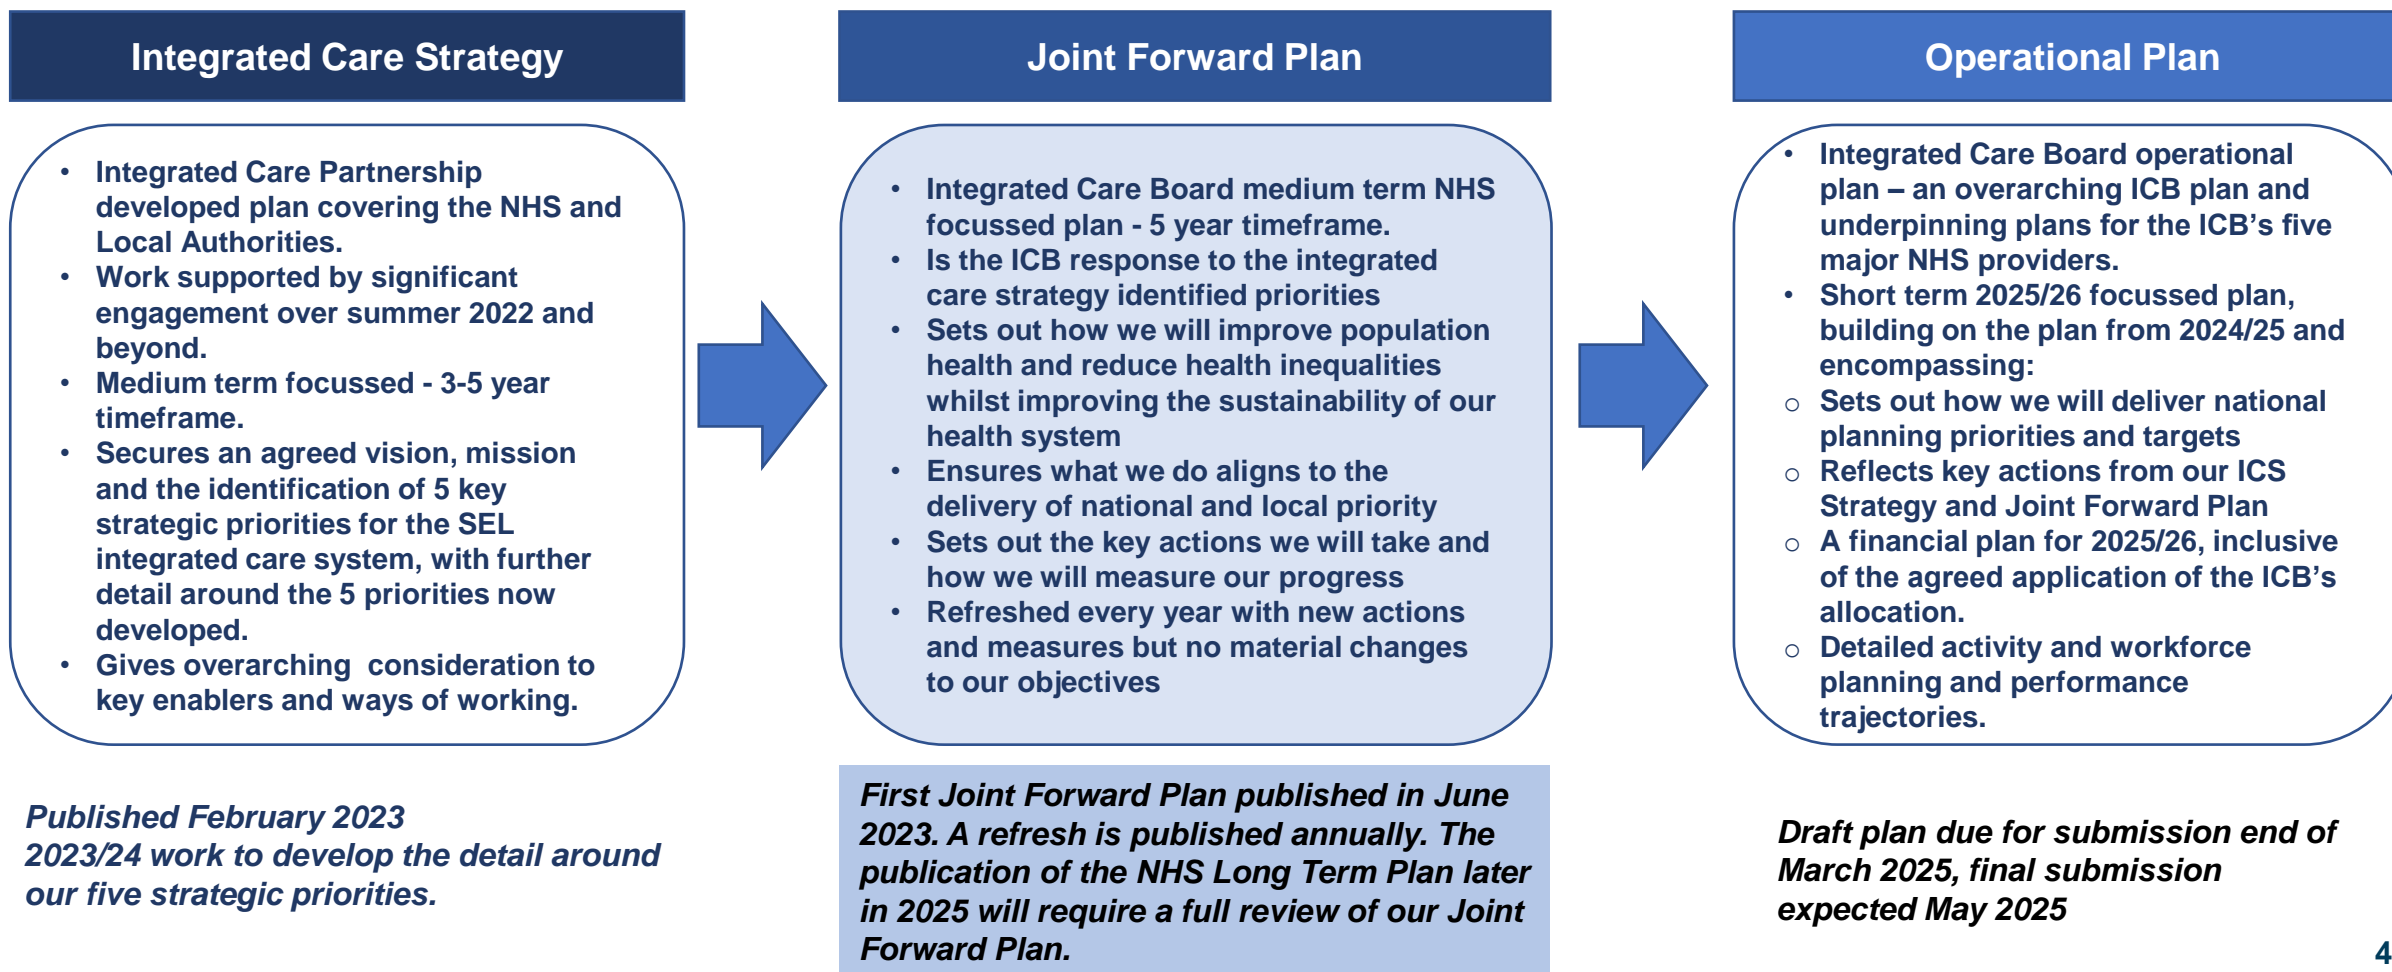 Integrated Care Strategy
• Integrated Care Partnership
developed plan covering the NHS and
Local Authorities.
• Work supported by significant
engagement over summer 2022 and
beyond.
• Medium term focussed - 3-5 year
timeframe.
• Secures an agreed vision, mission
and the identification of 5 key
strategic priorities for the SEL
integrated care system, with further
detail around the 5 priorities now
developed.
• Gives overarching  consideration to
key enablers and ways of working.
Published February 2023
2023/24 work to develop the detail around
our five strategic priorities.
Joint Forward Plan
• Integrated Care Board medium term NHS
focussed plan - 5 year timeframe.
• Is the ICB response to the integrated
care strategy identified priorities
• Sets out how we will improve population
health and reduce health inequalities
whilst improving the sustainability of our
health system
• Ensures what we do aligns to the
delivery of national and local priority
• Sets out the key actions we will take and
how we will measure our progress
• Refreshed every year with new actions
and measures but no material changes
to our objectives
First Joint Forward Plan published in June
2023. A refresh is published annually. The
publication of the NHS Long Term Plan later
in 2025 will require a full review of our Joint
Forward Plan.
Operational Plan
• Integrated Care Board operational
plan – an overarching ICB plan and
underpinning plans for the ICB’s five
major NHS providers.
• Short term 2025/26 focussed plan,
building on the plan from 2024/25 and
encompassing:
o Sets out how we will deliver national
planning priorities and targets
o Reflects key actions from our ICS
Strategy and Joint Forward Plan
o A financial plan for 2025/26, inclusive
of the agreed application of the ICB’s
allocation.
o Detailed activity and workforce
planning and performance
trajectories.
Draft plan due for submission end of
March 2025, final submission
expected May 2025
4